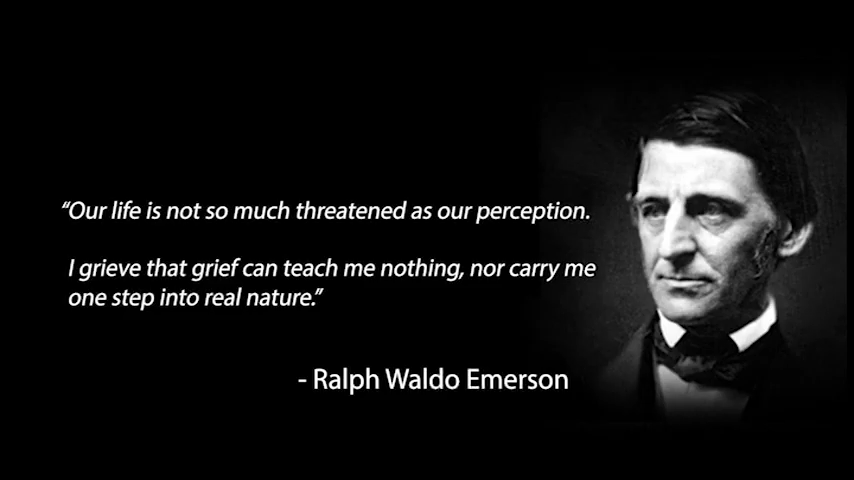 “Our life is not so much threatened as our perception.
I grieve that grief can teach me nothing, nor carry me
one step into real nature.”
- Ralph Waldo Emerson